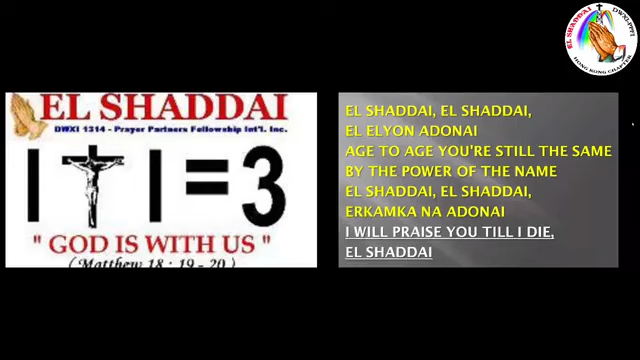 EL SHADDAI
DWXI 1314 - Prayer Partners Fellowship Int'l. Inc.
1 1 = 3
" GOD IS WITH US "
(Matthew 18 : 19 - 20)
EL SHADDAI, EL SHADDAI,
EL ELYON ADONAI
AGE TO AGE YOU'RE STILL THE SAME
BY THE POWER OF THE NAME
EL SHADDAI, EL SHADDAI,
ERKAMKA NA ADONAI
I WILL PRAISE YOU TILL I DIE,
EL SHADDAI
EL SHADDAI DWXI-PPFI
HONG KONG CHAPTER